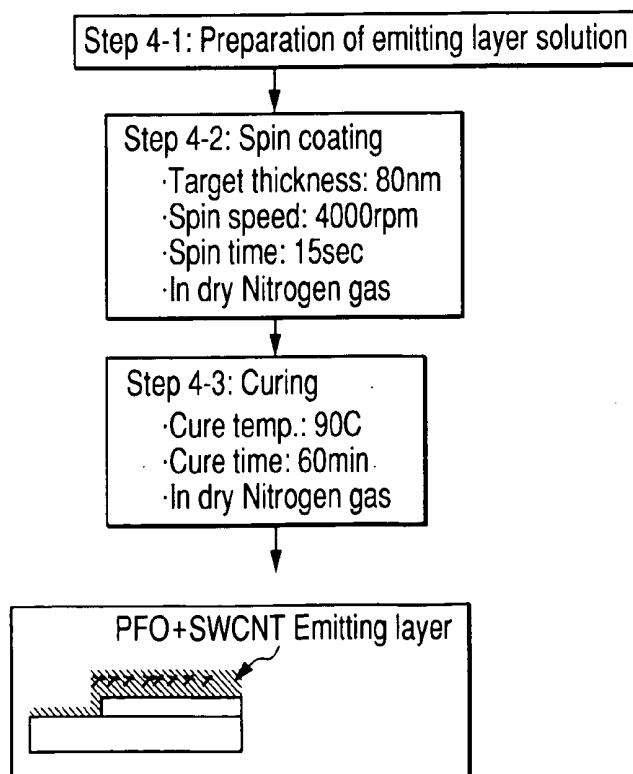 Step 4-1: Preparation of emitting layer solution
Step 4-2: Spin coating
·Target thickness: 80nm
·Spin speed: 4000rpm
·Spin time: 15sec
·In dry Nitrogen gas
Step 4-3: Curing
·Cure temp.: 90C
·Cure time: 60min
·In dry Nitrogen gas
PFO+SWCNT Emitting layer